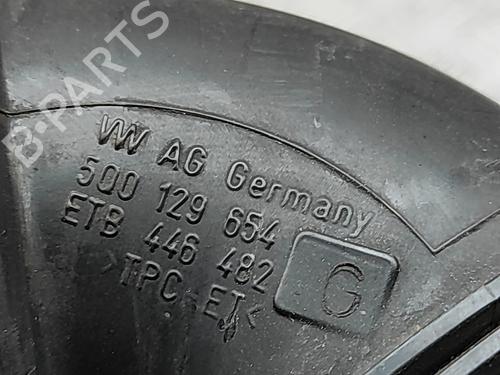 B-PARTS
VW AG Germany
5Q0 129 654
ETB 446 482
>TPC-ET<
G